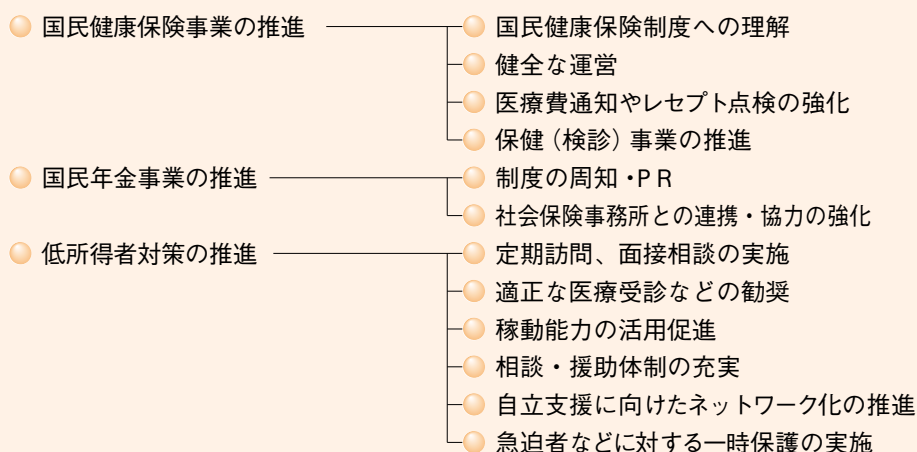 国民健康保険事業の推進
国民健康保険制度への理解
健全な運営
医療費通知やレセプト点検の強化
保健（検診）事業の推進
国民年金事業の推進
制度の周知・PR
社会保険事務所との連携・協力の強化
低所得者対策の推進
定期訪問、面接相談の実施
適正な医療受診などの勧奨
稼動能力の活用促進
相談・援助体制の充実
自立支援に向けたネットワーク化の推進
急迫者などに対する一時保護の実施